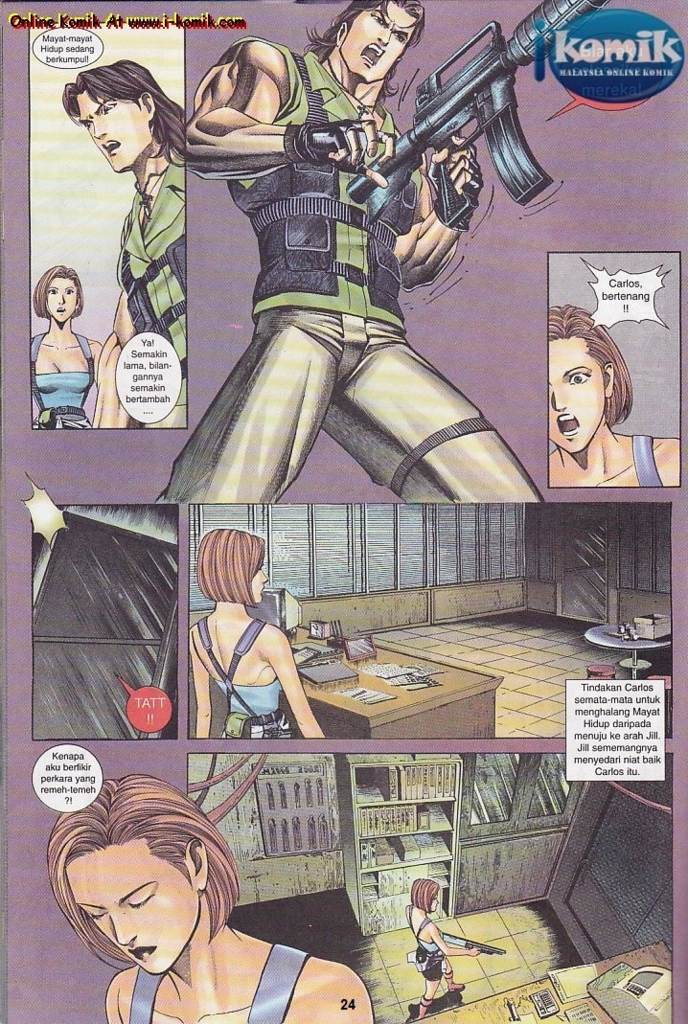 Online Komik At www.i-komik.com
Mayat-mayat
Hidup sedang
berkumpul!
ikomik
MALAYSIA ONLINE KOMIK
mereka!
Ya!
Semakin
lama, bilan-
gannya
semakin
bertambah
....
Carlos,
bertenang
!!
TATT
!!
Tindakan Carlos
semata-mata untuk
menghalang Mayat
Hidup daripada
menuju ke arah Jill.
Jill sememangnya
menyedari niat baik
Carlos itu.
Kenapa
aku berfikir
perkara yang
remeh-temeh
?!
24